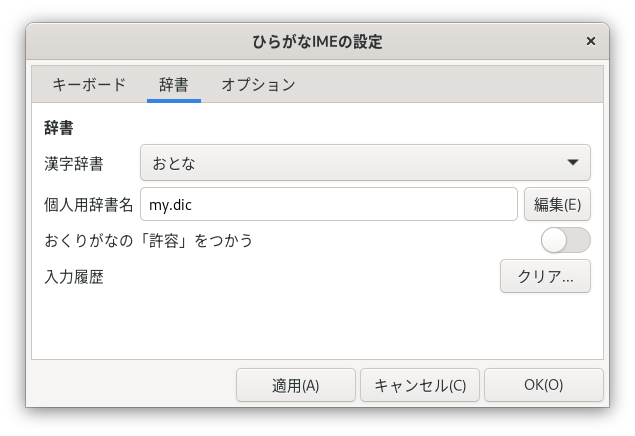 ひらがなIMEの設定 ×
キーボード 辞書 オプション
辞書
漢字辞書 おとな
個人用辞書名 my.dic 編集(E)
おくりがなの「許容」をつかう
入力履歴 クリア...
適用(A) キャンセル(C) OK(O)